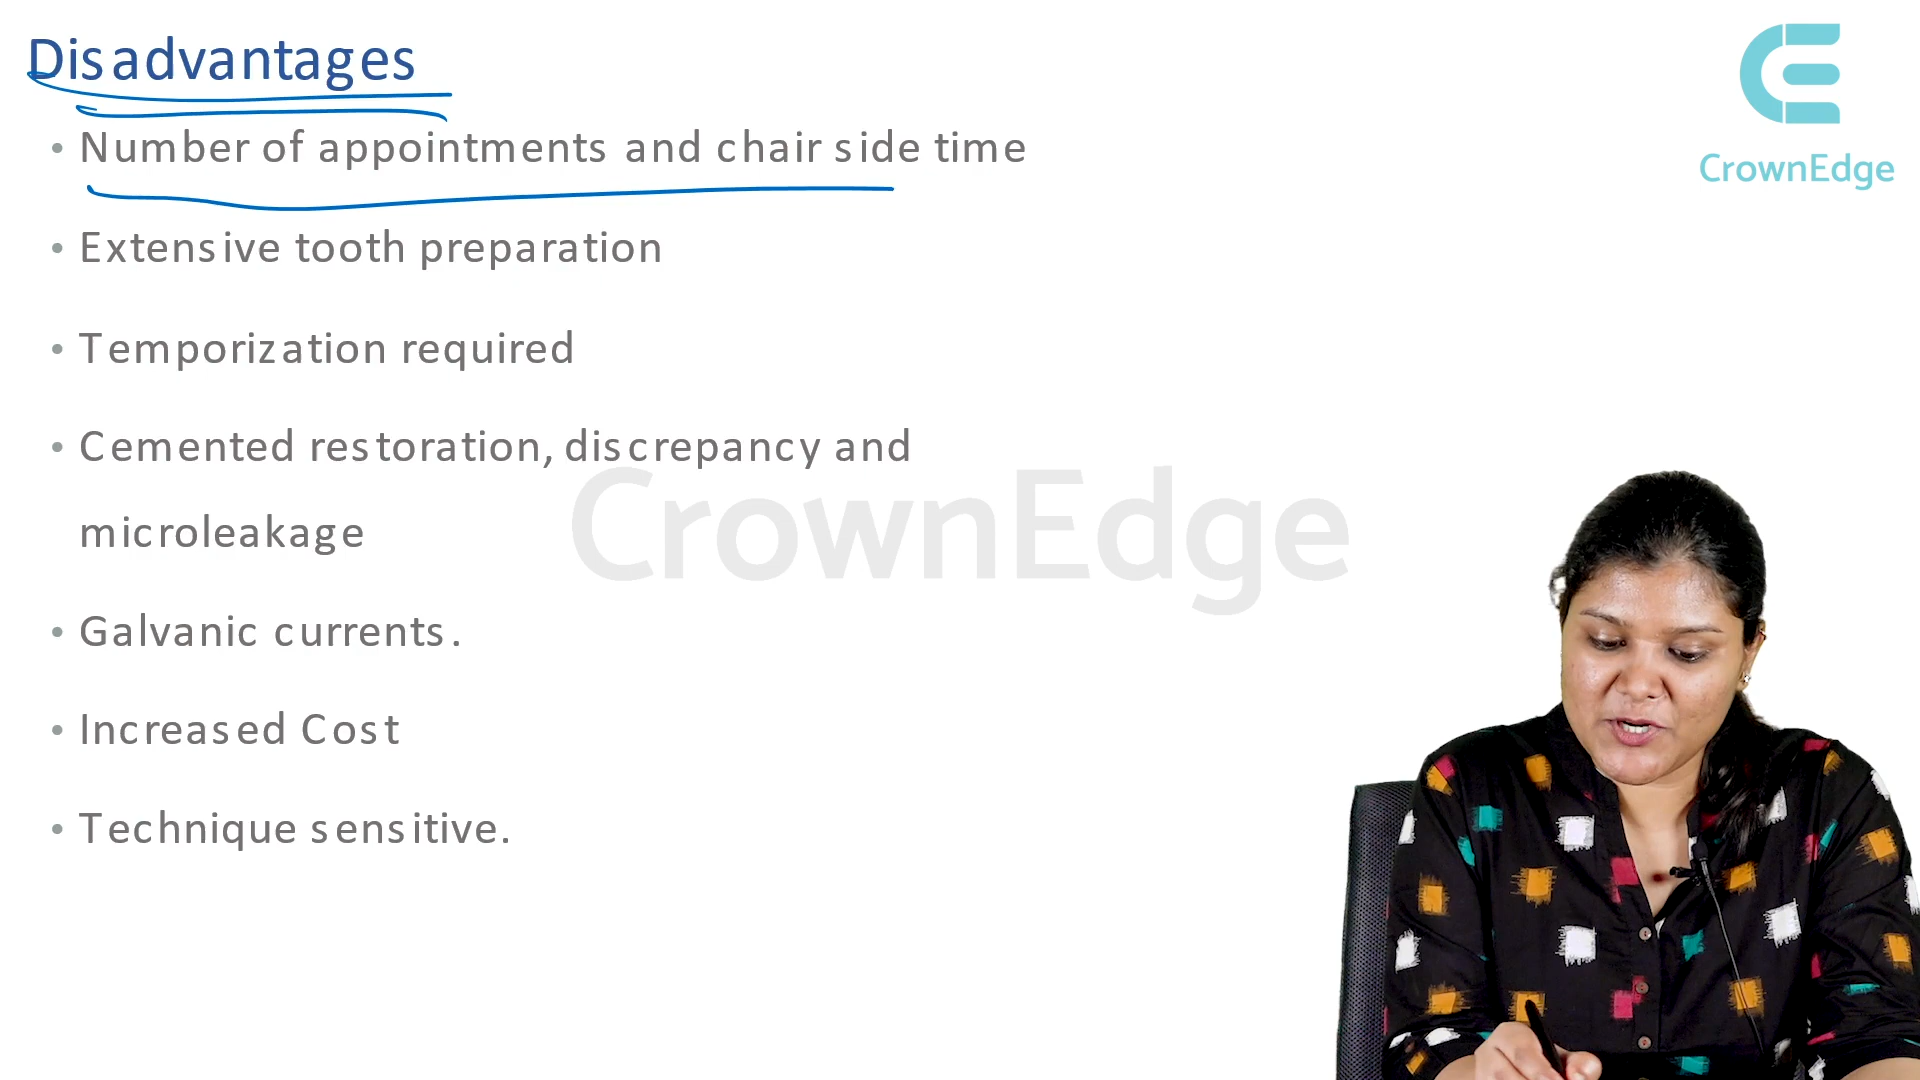 Disadvantages
• Number of appointments and chair side time
• Extensive tooth preparation
• Temporization required
• Cemented restoration, discrepancy and
microleakage
• Galvanic currents.
• Increased Cost
• Technique sensitive.
CrownEdge
CrownEdge